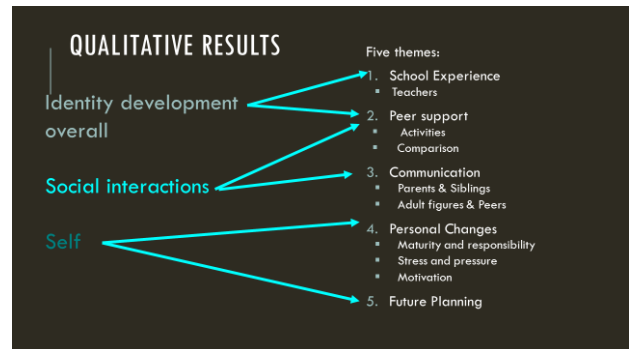 QUALITATIVE RESULTS
Identity development
overall
Social interactions
Self
Five themes:
1. School Experience
▪ Teachers
2. Peer support
▪ Activities
▪ Comparison
3. Communication
▪ Parents & Siblings
▪ Adult figures & Peers
4. Personal Changes
▪ Maturity and responsibility
▪ Stress and pressure
▪ Motivation
5. Future Planning